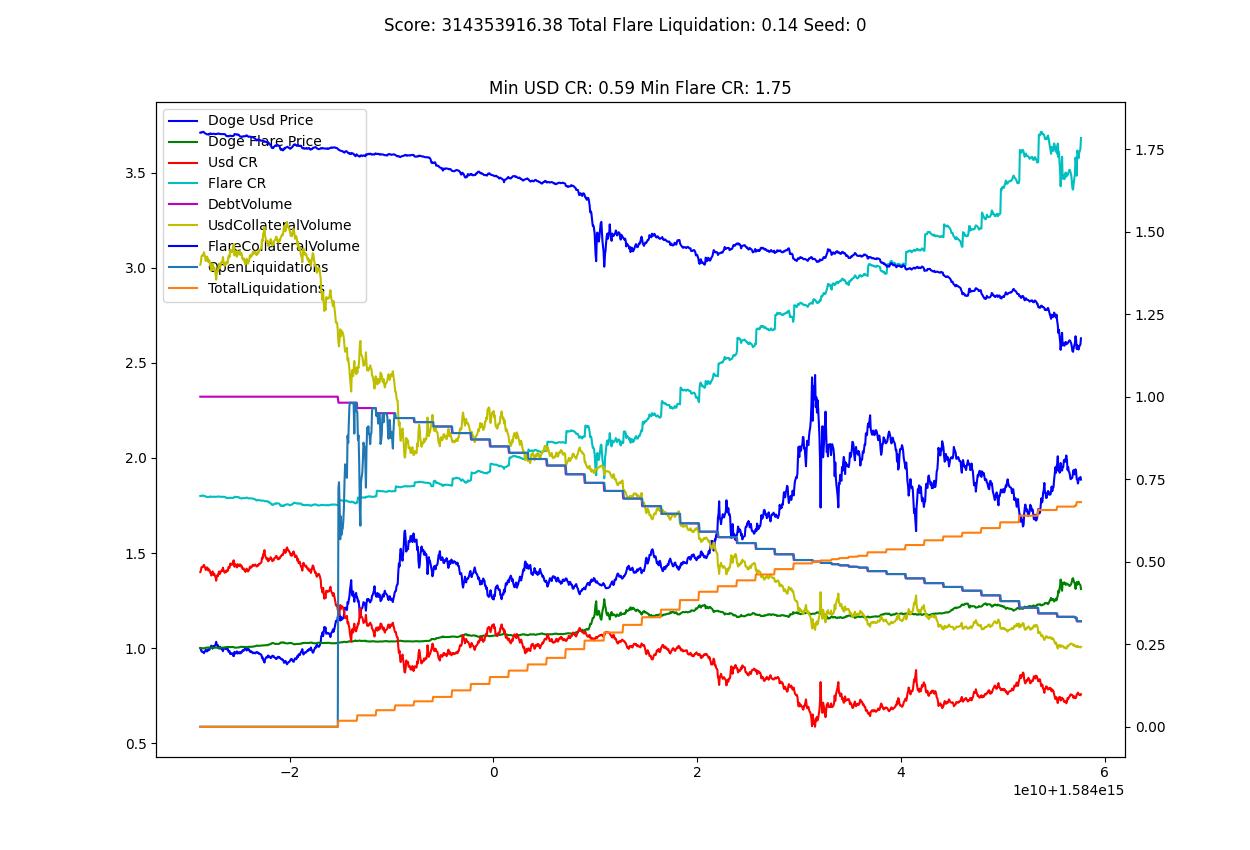 Score: 314353916.38 Total Flare Liquidation: 0.14 Seed: 0
Min USD CR: 0.59 Min Flare CR: 1.75
Doge Usd Price
Doge Flare Price
Usd CR
Flare CR
DebtVolume
UsdCollateralVolume
FlareCollateralVolume
OpenLiquidations
TotalLiquidations
3.5
3.0
2.5
2.0
1.5
1.0
0.5
1.75
1.50
1.25
1.00
0.75
0.50
0.25
0.00
−2
0
2
4
6
1e10+1.584e15